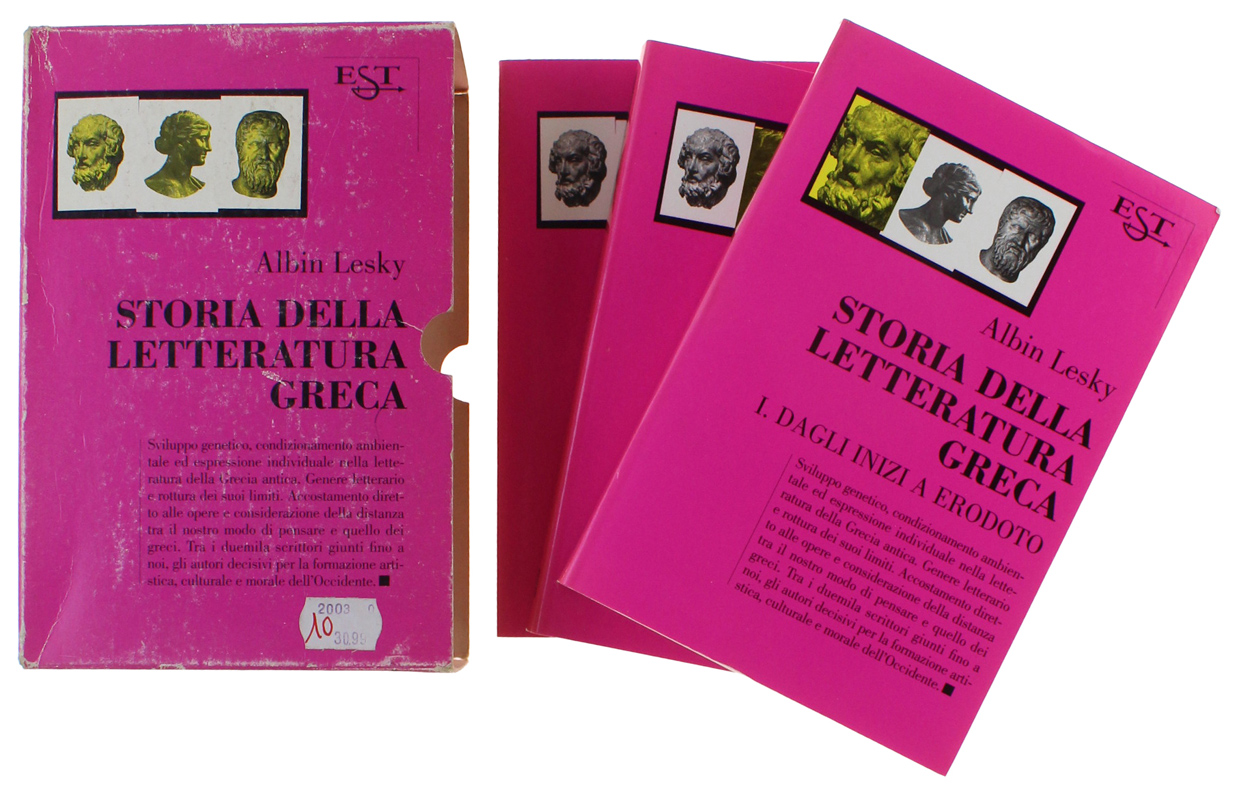 EST
Albin Lesky
STORIA DELLA
LETTERATURA
GRECA
Sviluppo genetico, condizionamento ambien-
tale ed espressione individuale nella lette-
ratura della Grecia antica. Genere letterario
e rottura dei suoi limiti. Accostamento diret-
to alle opere e considerazione della distanza
tra il nostro modo di pensare e quello dei
greci. Tra i duemila scrittori giunti fino a
noi, gli autori decisivi per la formazione arti-
stica, culturale e morale dell'Occidente.
2003 0
10
30.99
EST
Albin Lesky
STORIA DELLA
LETTERATURA
GRECA
I. DAGLI INIZI A ERODOTO
Sviluppo genetico, condizionamento ambien-
tale ed espressione individuale nella lette-
ratura della Grecia antica. Genere letterario
e rottura dei suoi limiti. Accostamento diret-
to alle opere e considerazione della distanza
tra il nostro modo di pensare e quello dei
greci. Tra i duemila scrittori giunti fino a
noi, gli autori decisivi per la formazione arti-
stica, culturale e morale dell'Occidente.